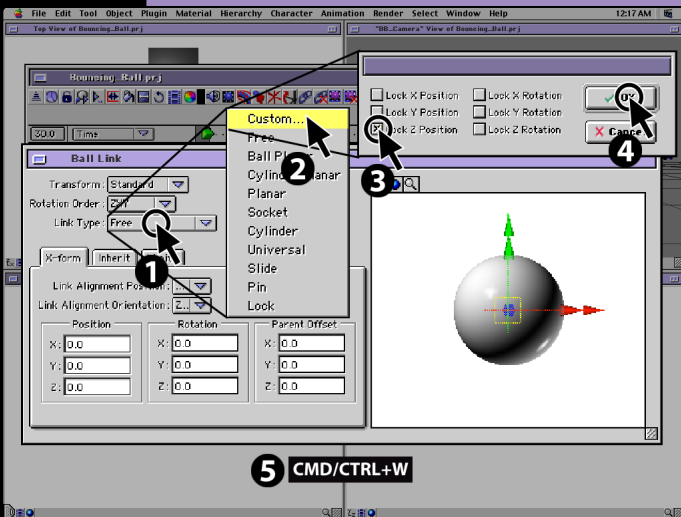 File Edit Tool Object Plugin Material Hierarchy Character Animation Render Select Window Help 12:17 AM
Top View of Bouncing_Ball.prj
"BB_Camera" View of Bouncing_Ball.prj
Bouncing_Ball.prj
30.0 Time
Lock X Position Lock X Rotation
Lock Y Position Lock Y Rotation
Lock Z Position Lock Z Rotation
OK
Cancel
4
3
Custom...
Free
2
Cylinder
Planar
Socket
Cylinder
Universal
Slide
Pin
Lock
Ball Link
Transform: Standard
Rotation Order: ZXY
Link Type: Free
1
X-form Inherit
Link Alignment Position: ...
Link Alignment Orientation: Z...
Position Rotation Parent Offset
X: 0.0 X: 0.0 X: 0.0
Y: 0.0 Y: 0.0 Y: 0.0
Z: 0.0 Z: 0.0 Z: 0.0
5 CMD/CTRL+W